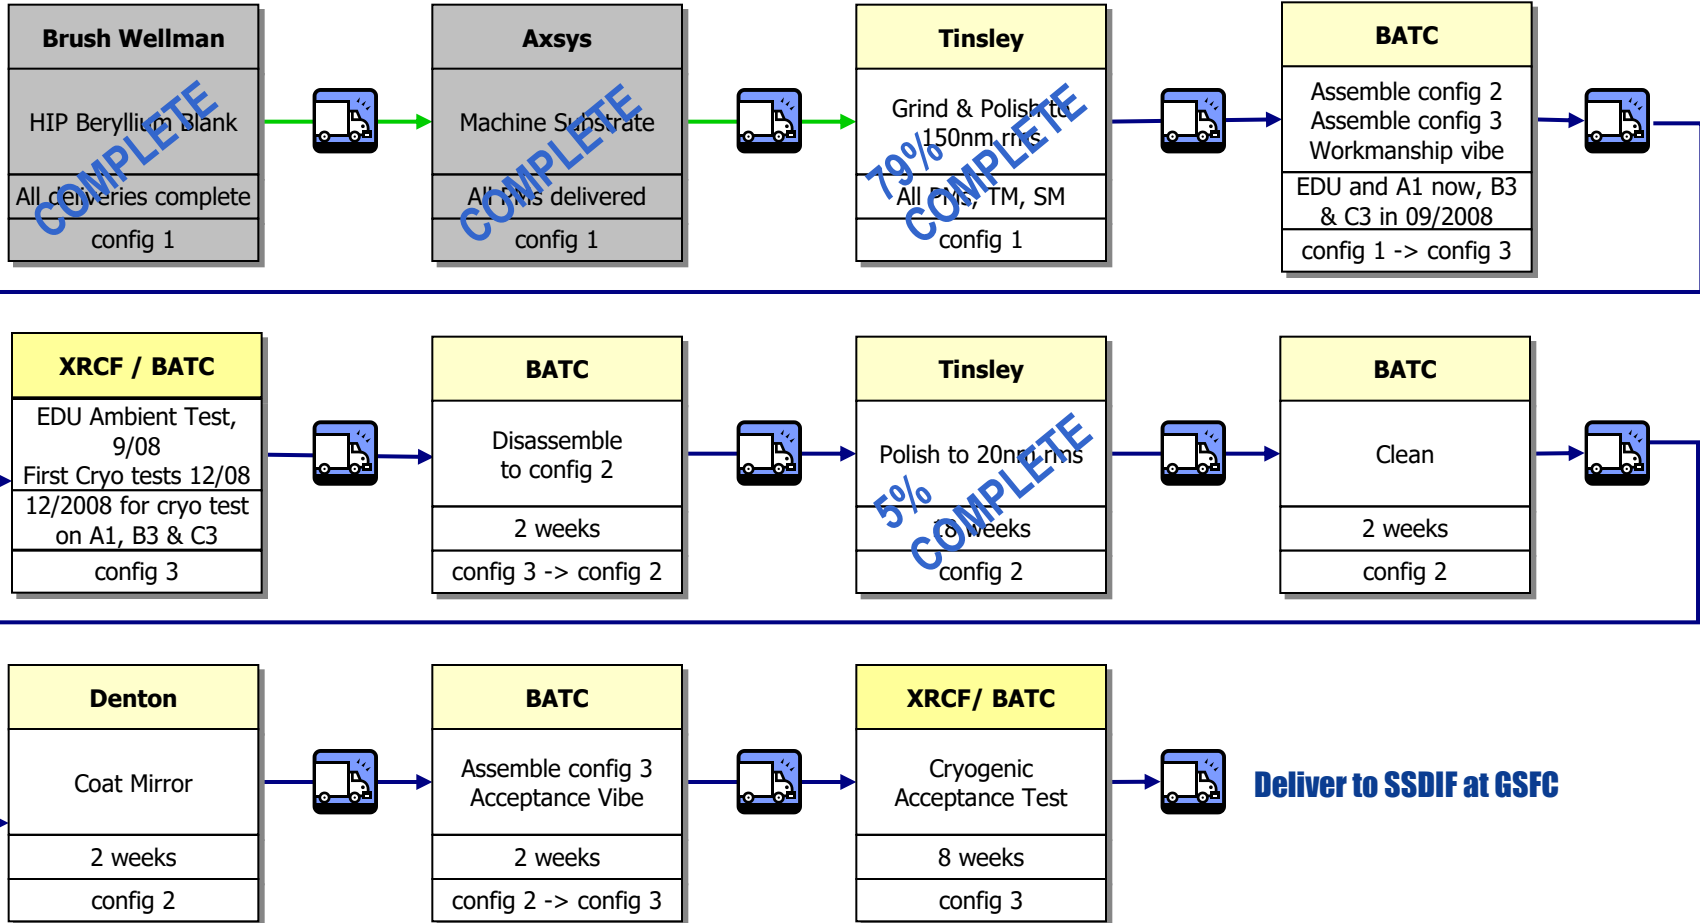 Brush Wellman
HIP Beryllium Blank
All deliveries complete
config 1
COMPLETE
Axsys
Machine Substrate
All PMs delivered
config 1
COMPLETE
Tinsley
Grind & Polish to
150nm rms
All PMs, TM, SM
config 1
79%
COMPLETE
BATC
Assemble config 2
Assemble config 3
Workmanship vibe
EDU and A1 now, B3
& C3 in 09/2008
config 1 -> config 3
XRCF / BATC
EDU Ambient Test,
9/08
First Cryo tests 12/08
12/2008 for cryo test
on A1, B3 & C3
config 3
BATC
Disassemble
to config 2
2 weeks
config 3 -> config 2
Tinsley
Polish to 20nm rms
18 weeks
config 2
5%
COMPLETE
BATC
Clean
2 weeks
config 2
Denton
Coat Mirror
2 weeks
config 2
BATC
Assemble config 3
Acceptance Vibe
2 weeks
config 2 -> config 3
XRCF/ BATC
Cryogenic
Acceptance Test
8 weeks
config 3
Deliver to SSDIF at GSFC